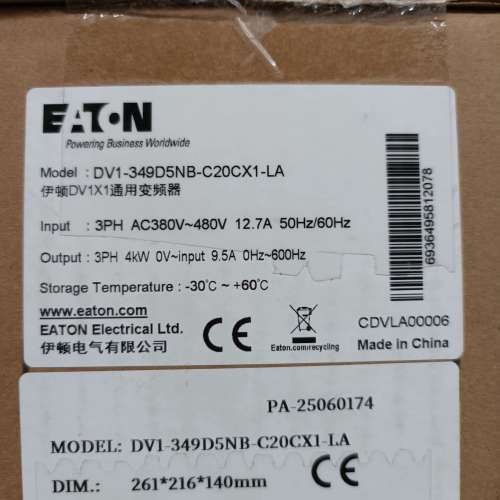 EATON
Powering Business Worldwide
Model : DV1-349D5NB-C20CX1-LA
伊顿DV1X1通用变频器
Input : 3PH AC380V~480V 12.7A 50Hz/60Hz
Output : 3PH 4kW 0V~input 9.5A 0Hz~600Hz
Storage Temperature : -30℃ ~ +60℃
www.eaton.com
EATON Electrical Ltd.
伊顿电气有限公司
CE
Eaton.com/recycling
6936495812078
CDVLA00006
Made in China
PA-25060174
MODEL: DV1-349D5NB-C20CX1-LA
DIM.: 261*216*140mm